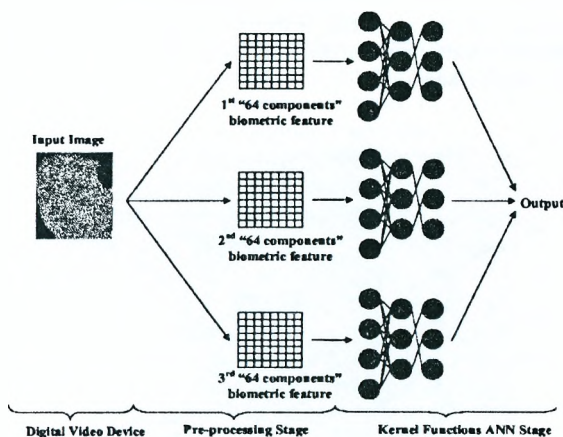 1st "64 components"
biometric feature
Input Image
2nd "64 components"
biometric feature
Output
3rd "64 components"
biometric feature
Digital Video Device
Pre-processing Stage
Kernel Functions ANN Stage